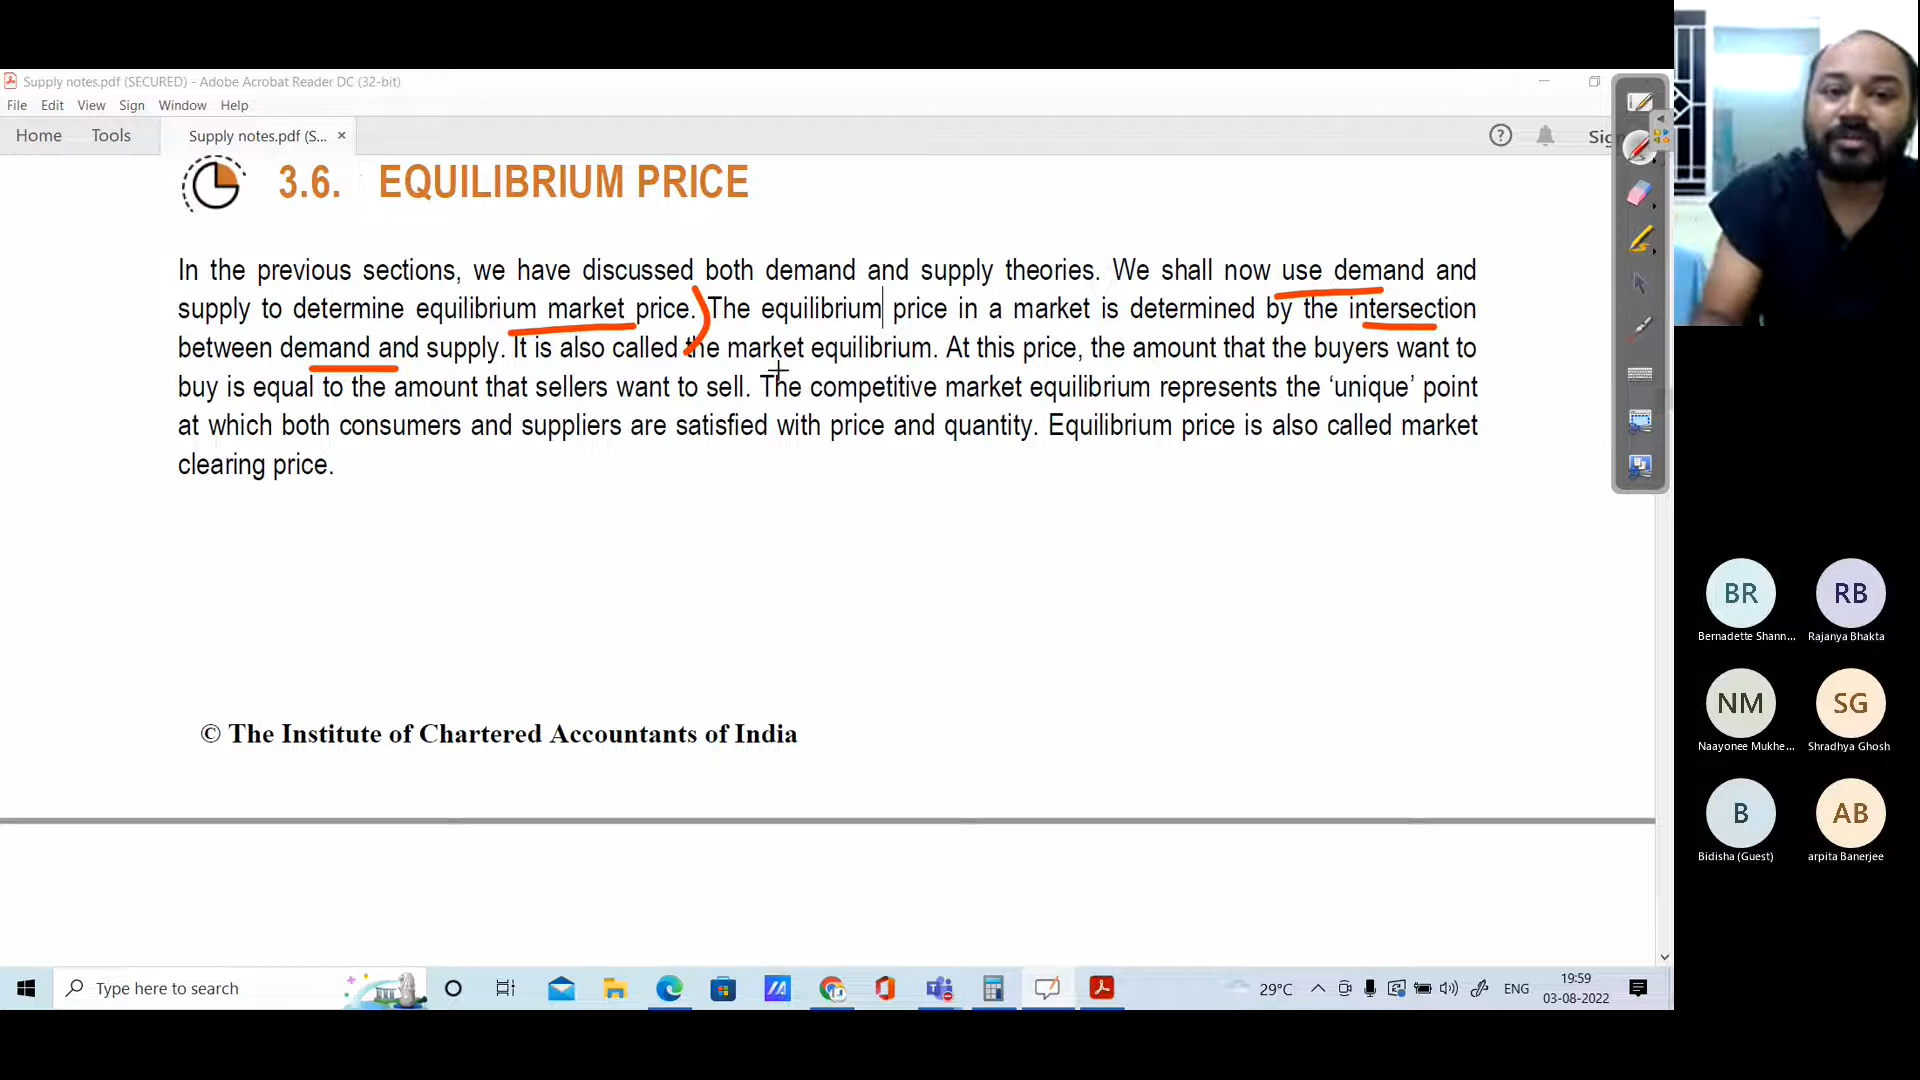 Supply notes.pdf (SECURED) - Adobe Acrobat Reader DC (32-bit)
File Edit View Sign Window Help
Home Tools Supply notes.pdf (S... ×
3.6. EQUILIBRIUM PRICE
In the previous sections, we have discussed both demand and supply theories. We shall now use demand and
supply to determine equilibrium market price. The equilibrium price in a market is determined by the intersection
between demand and supply. It is also called the market equilibrium. At this price, the amount that the buyers want to
buy is equal to the amount that sellers want to sell. The competitive market equilibrium represents the ‘unique’ point
at which both consumers and suppliers are satisfied with price and quantity. Equilibrium price is also called market
clearing price.
© The Institute of Chartered Accountants of India
BR RB
Bernadette Shann... Rajanya Bhakta
NM SG
Naayonee Mukhe... Shradhya Ghosh
B AB
Bidisha (Guest) arpita Banerjee
Type here to search
29°C ENG
19:59
03-08-2022